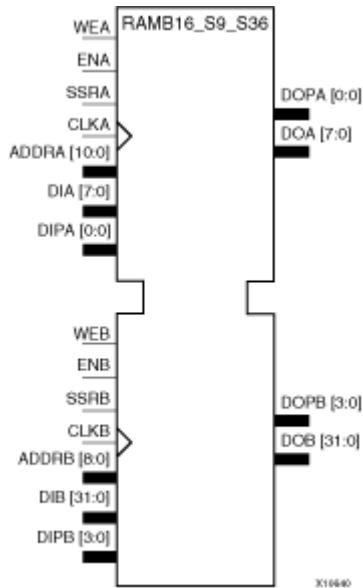 RAMB16_S9_S36
WEA
ENA
SSRA
CLKA
ADDRA [10:0]
DIA [7:0]
DIPA [0:0]
DOPA [0:0]
DOA [7:0]
WEB
ENB
SSRB
CLKB
ADDRB [8:0]
DIB [31:0]
DIPB [3:0]
DOPB [3:0]
DOB [31:0]
X10640